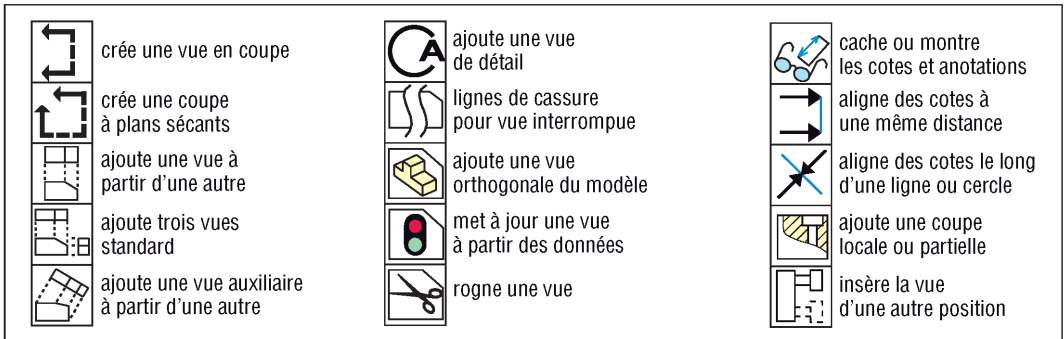 crée une vue en coupe
crée une coupe
à plans sécants
ajoute une vue à
partir d'une autre
ajoute trois vues
standard
ajoute une vue auxiliaire
à partir d'une autre
A
ajoute une vue
de détail
lignes de cassure
pour vue interrompue
ajoute une vue
orthogonale du modèle
met à jour une vue
à partir des données
rogne une vue
cache ou montre
les cotes et anotations
aligne des cotes à
une même distance
aligne des cotes le long
d'une ligne ou cercle
ajoute une coupe
locale ou partielle
insère la vue
d'une autre position